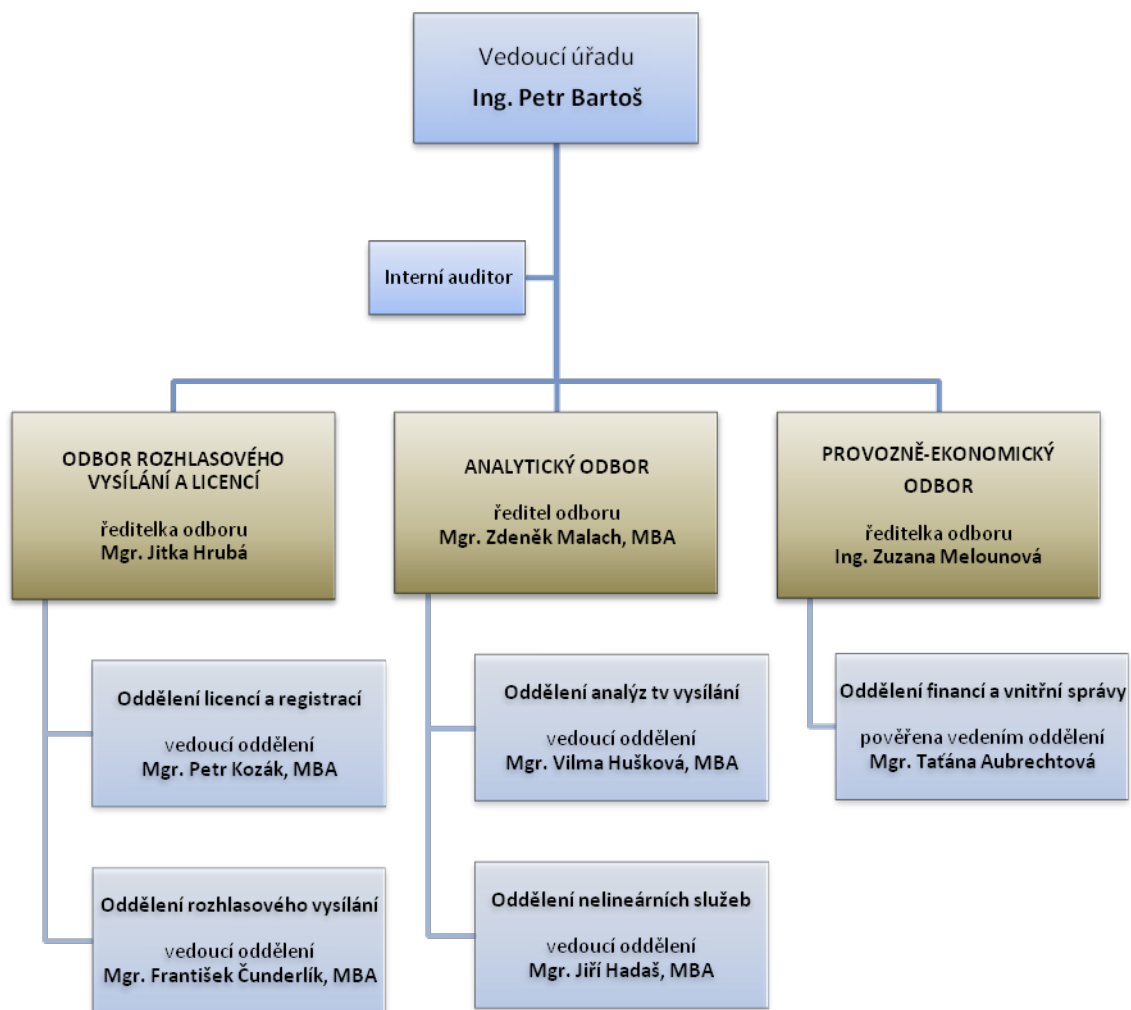 Vedoucí úřadu
Ing. Petr Bartoš
Interní auditor
ODBOR ROZHLASOVÉHO
VYSÍLÁNÍ A LICENCÍ
ředitelka odboru
Mgr. Jitka Hrubá
ANALYTICKÝ ODBOR
ředitel odboru
Mgr. Zdeněk Malach, MBA
PROVOZNĚ-EKONOMICKÝ
ODBOR
ředitelka odboru
Ing. Zuzana Melounová
Oddělení licencí a registrací
vedoucí oddělení
Mgr. Petr Kozák, MBA
Oddělení rozhlasového vysílání
vedoucí oddělení
Mgr. František Čunderlík, MBA
Oddělení analýz tv vysílání
vedoucí oddělení
Mgr. Vilma Hušková, MBA
Oddělení nelineárních služeb
vedoucí oddělení
Mgr. Jiří Hadaš, MBA
Oddělení financí a vnitřní správy
pověřena vedením oddělení
Mgr. Taťána Aubrechtová